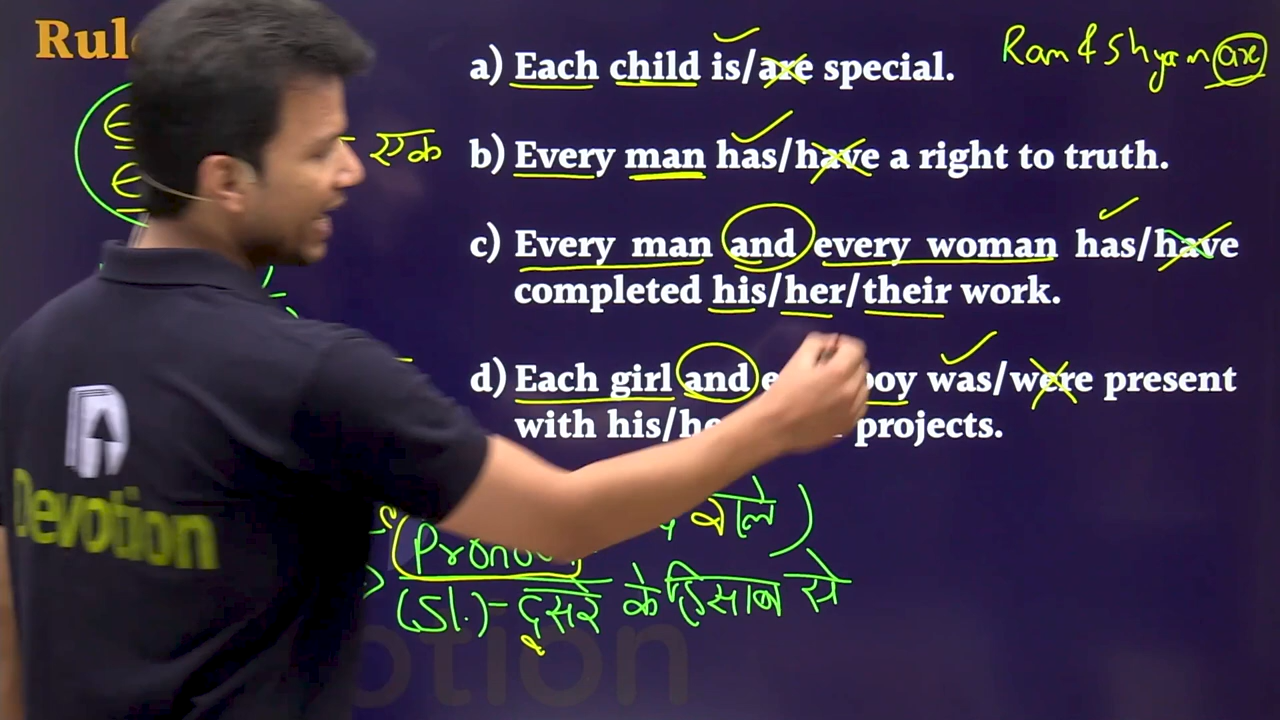 a) Each child is/are special.
Ram & Shyam are
एक
b) Every man has/have a right to truth.
c) Every man and every woman has/have
completed his/her/their work.
d) Each girl and boy was/were present
with his/ projects.
वाले)
(Sl.)- दूसरे के हिसाब से
Devotion